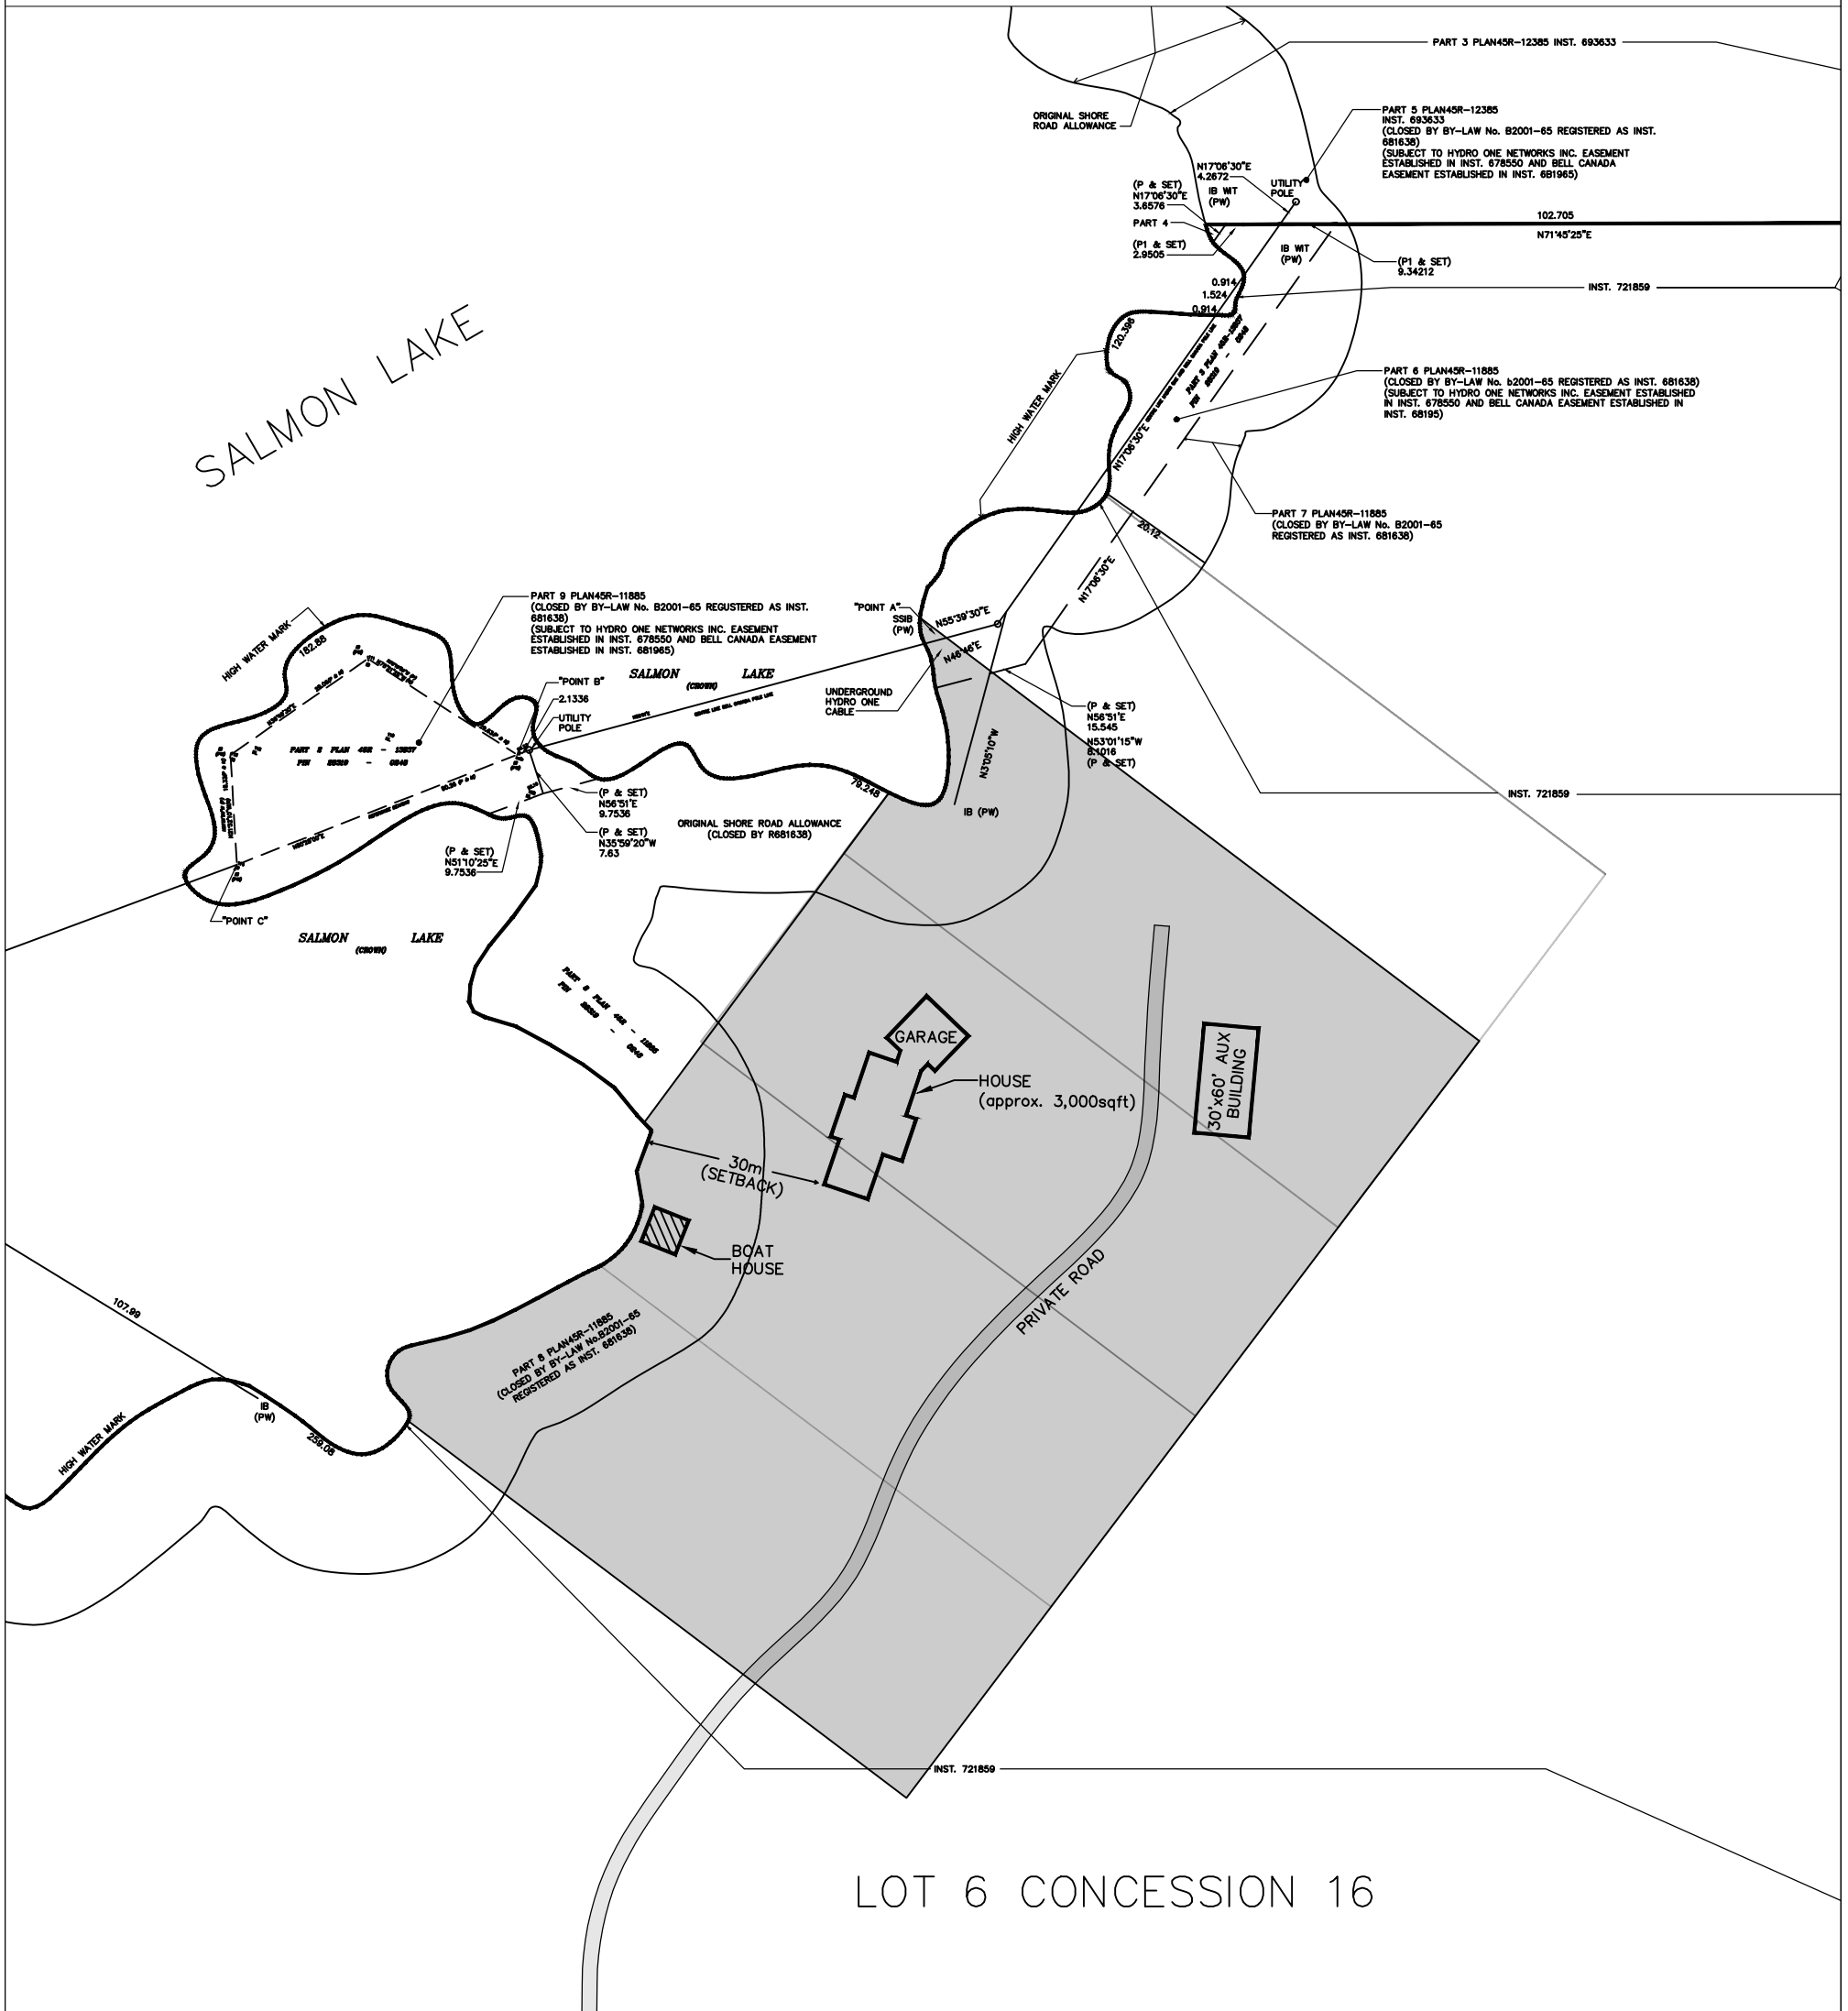 PART 3 PLAN45R-12385 INST. 693633
ORIGINAL SHORE
ROAD ALLOWANCE
PART 5 PLAN45R-12385
INST. 693633
(CLOSED BY BY-LAW No. B2001-65 REGISTERED AS INST.
681638)
(SUBJECT TO HYDRO ONE NETWORKS INC. EASEMENT
ESTABLISHED IN INST. 678550 AND BELL CANADA
EASEMENT ESTABLISHED IN INST. 6B1965)
N17°06'30"E
4.2672
UTILITY
POLE
IB WIT
(PW)
(P & SET)
N17°06'30"E
3.6576
PART 4
(P1 & SET)
2.9505
102.705
N71°45'25"E
IB WIT
(PW)
(P1 & SET)
9.34212
INST. 721859
0.914
1.524
0.914
120.396
HIGH WATER MARK
SALMON LAKE
PART 6 PLAN45R-11885
(CLOSED BY BY-LAW No. b2001-65 REGISTERED AS INST. 681638)
(SUBJECT TO HYDRO ONE NETWORKS INC. EASEMENT ESTABLISHED
IN INST. 678550 AND BELL CANADA EASEMENT ESTABLISHED IN
INST. 68195)
N17°06'30"E
PART 7 PLAN45R-11885
(CLOSED BY BY-LAW No. B2001-65
REGISTERED AS INST. 681638)
20.12
N17°06'30"E
PART 9 PLAN45R-11885
(CLOSED BY BY-LAW No. B2001-65 REGUSTERED AS INST.
681638)
(SUBJECT TO HYDRO ONE NETWORKS INC. EASEMENT
ESTABLISHED IN INST. 678550 AND BELL CANADA EASEMENT
ESTABLISHED IN INST. 681965)
"POINT A"
SSIB
(PW)
N55°39'30"E
N46°46'E
HIGH WATER MARK
182.88
SALMON LAKE
(CROWN)
"POINT B"
2.1336
UTILITY
POLE
UNDERGROUND
HYDRO ONE
CABLE
(P & SET)
N56°51'E
15.545
N53°01'15"W
8.1016
(P & SET)
N3°05'10"W
IB (PW)
79.248
INST. 721859
(P & SET)
N56°51'E
9.7536
(P & SET)
N35°59'20"W
7.63
(P & SET)
N51°10'25"E
9.7536
ORIGINAL SHORE ROAD ALLOWANCE
(CLOSED BY R681638)
"POINT C"
SALMON LAKE
(CROWN)
GARAGE
HOUSE
(approx. 3,000sqft)
30'x60' AUX
BUILDING
30m
(SETBACK)
BOAT
HOUSE
PRIVATE ROAD
PART 8 PLAN45R-11885
(CLOSED BY BY-LAW No.B2001-65
REGISTERED AS INST. 681638)
107.99
IB
(PW)
259.08
HIGH WATER MARK
INST. 721859
LOT 6 CONCESSION 16